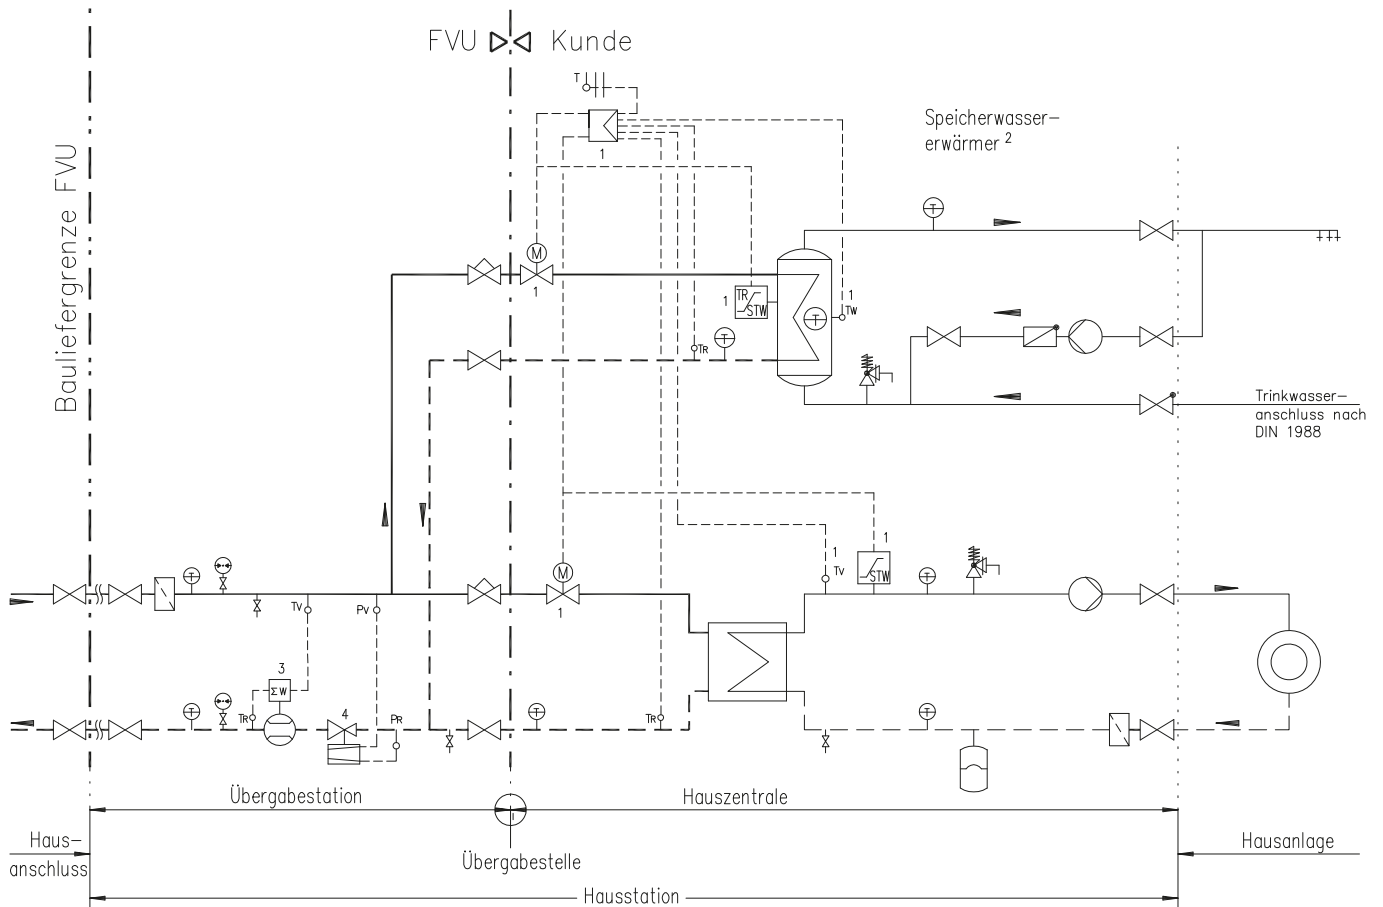 FVU Kunde
T
1
Speicherwasser-
erwärmer 2
Bauliefergrenze FVU
M
1
T
1
TR
STW
T
1
TW
TR
T
Trinkwasser-
anschluss nach
DIN 1988
1
TV
1
STW
M
1
T
TV
PV
T
3
ΣW
TR
4
PR
T
T
TR
T
Übergabestation
Hauszentrale
Haus-
anschluss
Übergabestelle
Hausanlage
Hausstation